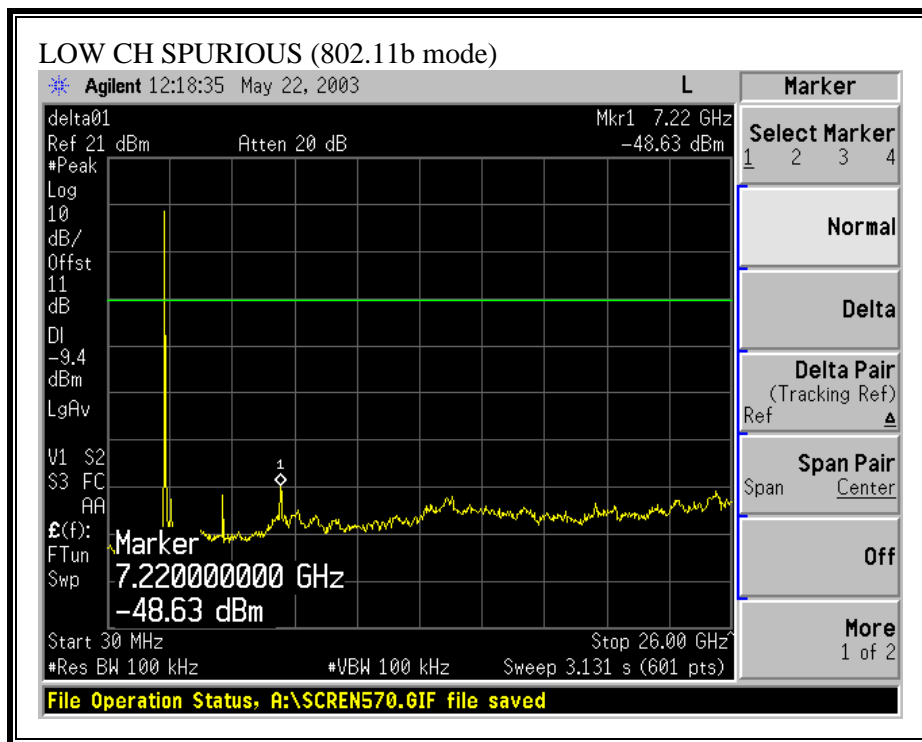 LOW CH SPURIOUS (802.11b mode)
Agilent 12:18:35 May 22, 2003 L
delta01 Mkr1 7.22 GHz
Ref 21 dBm Atten 20 dB -48.63 dBm
#Peak
Log
10
dB/
Offst
11
dB
DI
-9.4
dBm
LgAv
V1 S2
S3 FC
AA
£(f):
FTun
Swp
1
Marker
7.220000000 GHz
-48.63 dBm
Start 30 MHz Stop 26.00 GHz^
#Res BW 100 kHz #VBW 100 kHz Sweep 3.131 s (601 pts)
File Operation Status, A:\SCREN570.GIF file saved
Marker
Select Marker
1 2 3 4
Normal
Delta
Delta Pair
(Tracking Ref)
Ref Δ
Span Pair
Span Center
Off
More
1 of 2